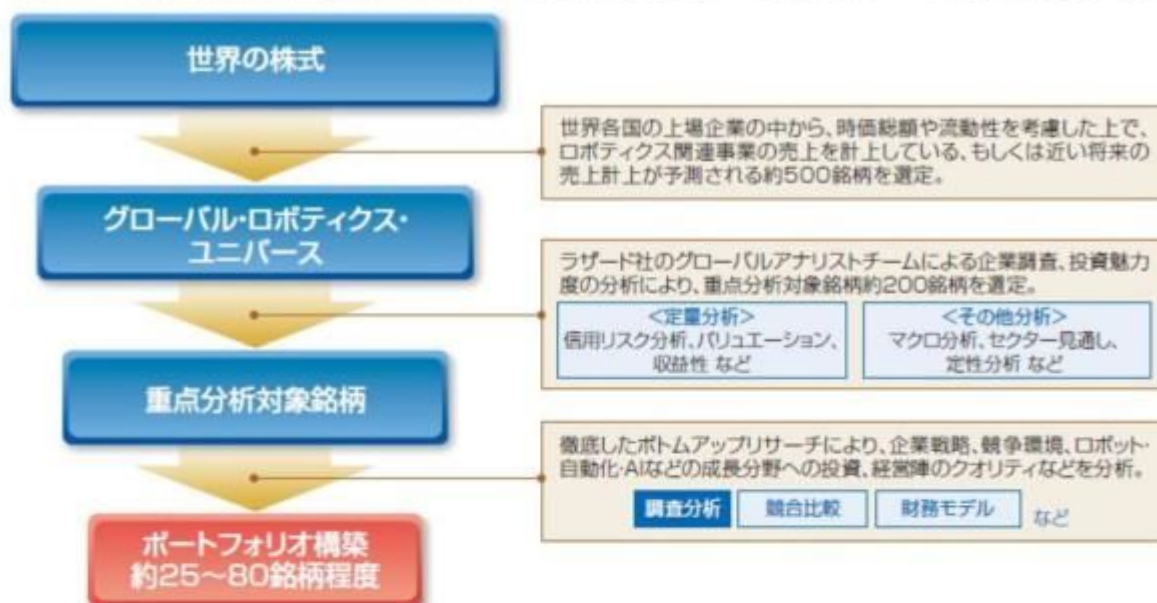 世界の株式
世界各国の上場企業の中から、時価総額や流動性を考慮した上で、
ロボティクス関連事業の売上を計上している、もしくは近い将来の
売上計上が予測される約500銘柄を選定。
グローバル・ロボティクス・
ユニバース
ラザード社のグローバルアナリストチームによる企業調査、投資魅力
度の分析により、重点分析対象銘柄約200銘柄を選定。
<定量分析>
信用リスク分析、バリュエーション、
収益性 など
<その他分析>
マクロ分析、セクター見通し、
定性分析 など
重点分析対象銘柄
徹底したボトムアップリサーチにより、企業戦略、競争環境、ロボット・
自動化・AIなどの成長分野への投資、経営陣のクオリティなどを分析。
調査分析
競合比較
財務モデル
など
ポートフォリオ構築
約25~80銘柄程度